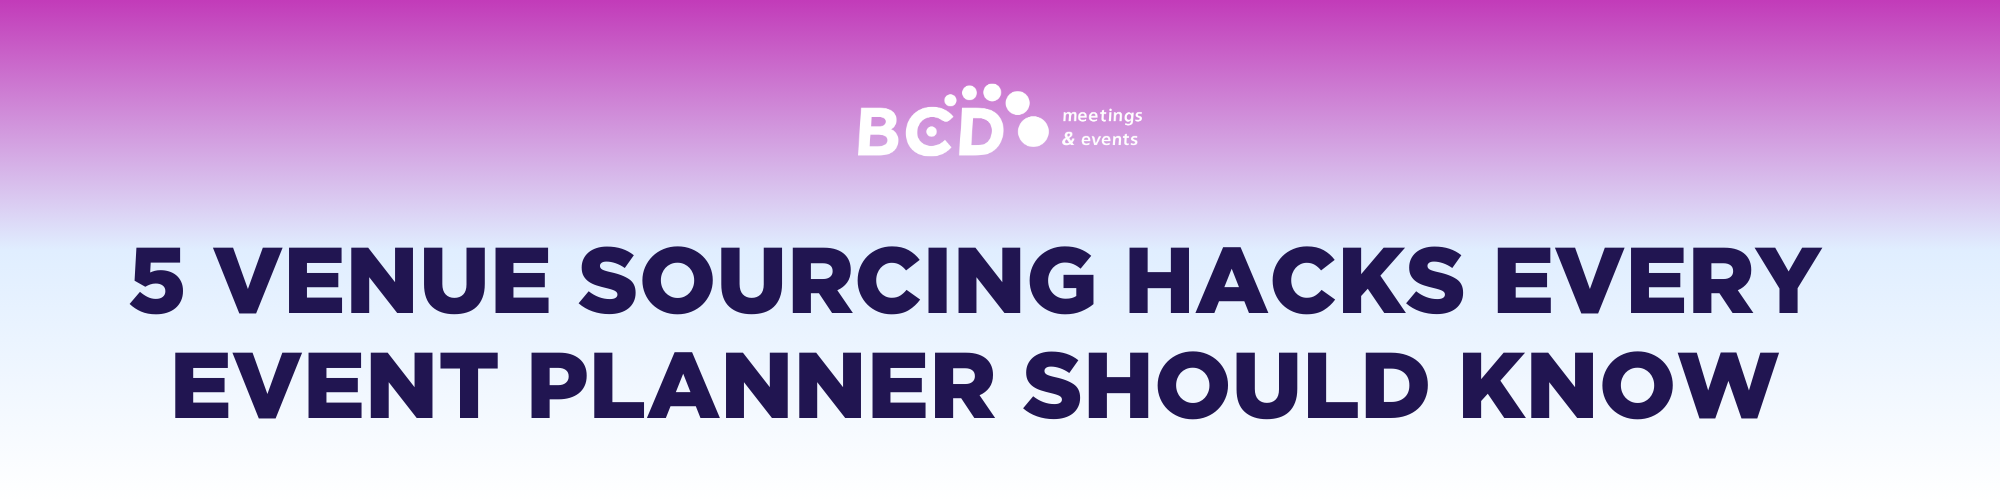 BCD meetings
& events
5 VENUE SOURCING HACKS EVERY
EVENT PLANNER SHOULD KNOW